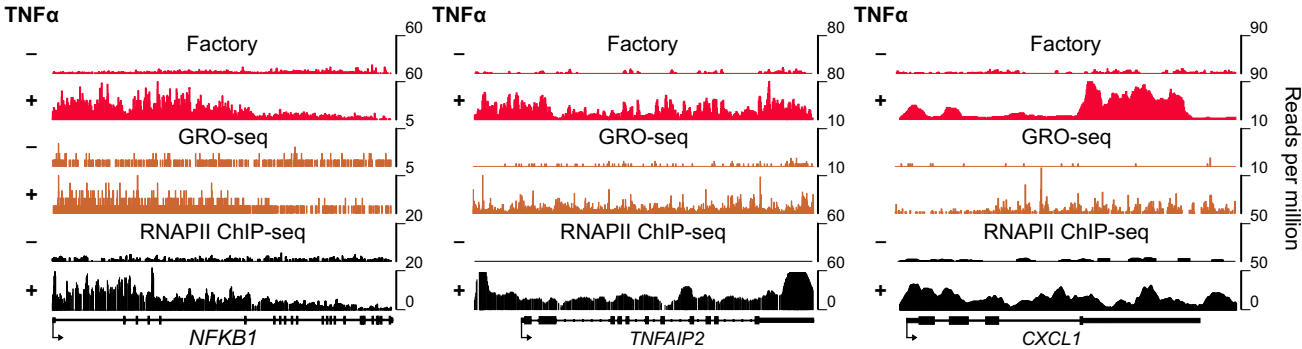 TNFα
60
Factory
–
60
+
5
GRO-seq
–
5
+
20
RNAPII ChIP-seq
–
20
+
0
NFKB1
TNFα
80
Factory
–
80
+
10
GRO-seq
–
10
+
60
RNAPII ChIP-seq
–
60
+
0
TNFAIP2
TNFα
90
Factory
–
90
+
10
GRO-seq
–
10
+
50
RNAPII ChIP-seq
–
50
+
0
CXCL1
Reads per million